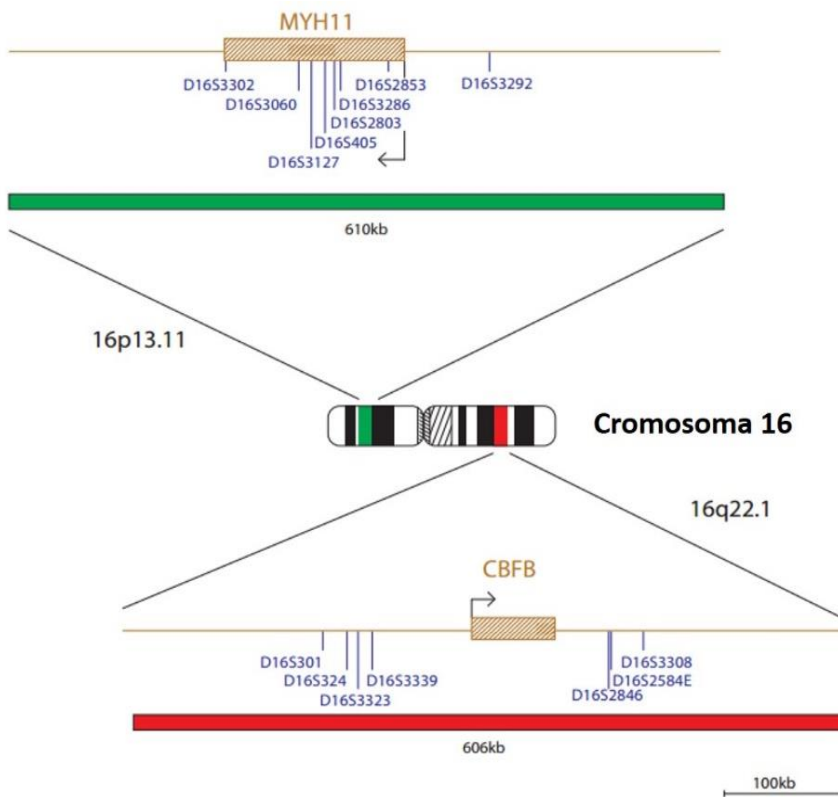 MYH11
D16S3302
D16S2853
D16S3292
D16S3060
D16S3286
D16S2803
D16S405
D16S3127
610kb
16p13.11
Cromosoma 16
16q22.1
CBFB
D16S301
D16S3308
D16S324
D16S3339
D16S2584E
D16S3323
D16S2846
606kb
100kb